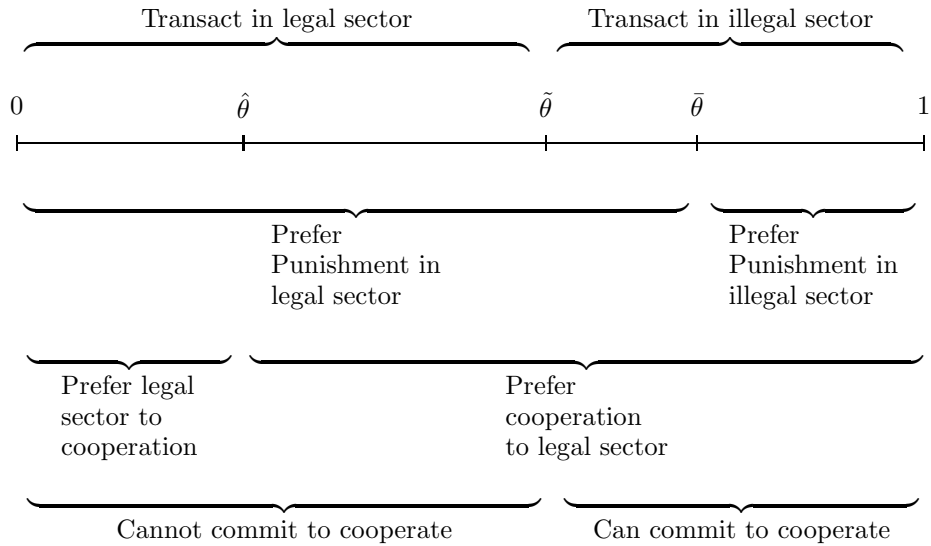 Transact in legal sector Transact in illegal sector
0 θ̂ θ̃ θ̄ 1
Prefer
Punishment in
legal sector
Prefer
Punishment in
illegal sector
Prefer legal
sector to
cooperation
Prefer
cooperation
to legal sector
Cannot commit to cooperate Can commit to cooperate